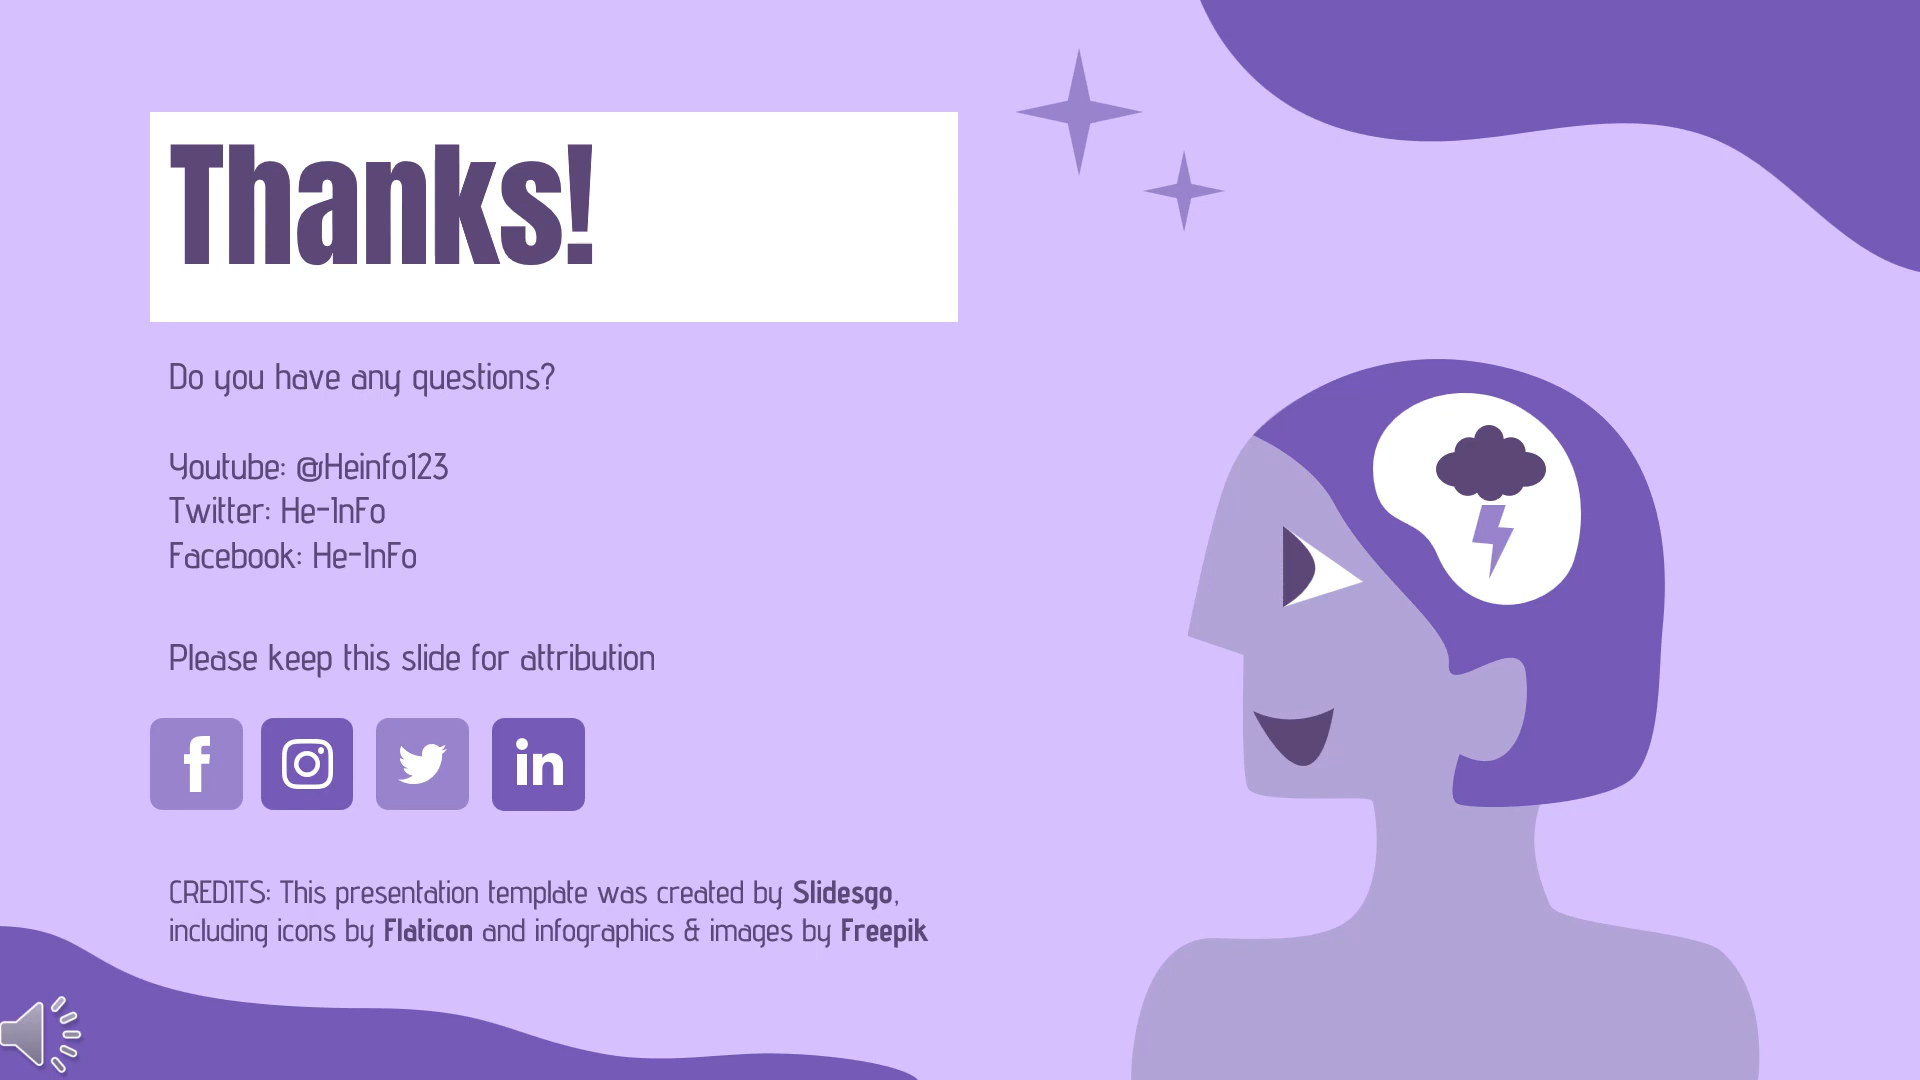 Thanks!
Do you have any questions?
Youtube: @Heinfo123
Twitter: He-InFo
Facebook: He-InFo
Please keep this slide for attribution
f
in
CREDITS: This presentation template was created by Slidesgo,
including icons by Flaticon and infographics & images by Freepik